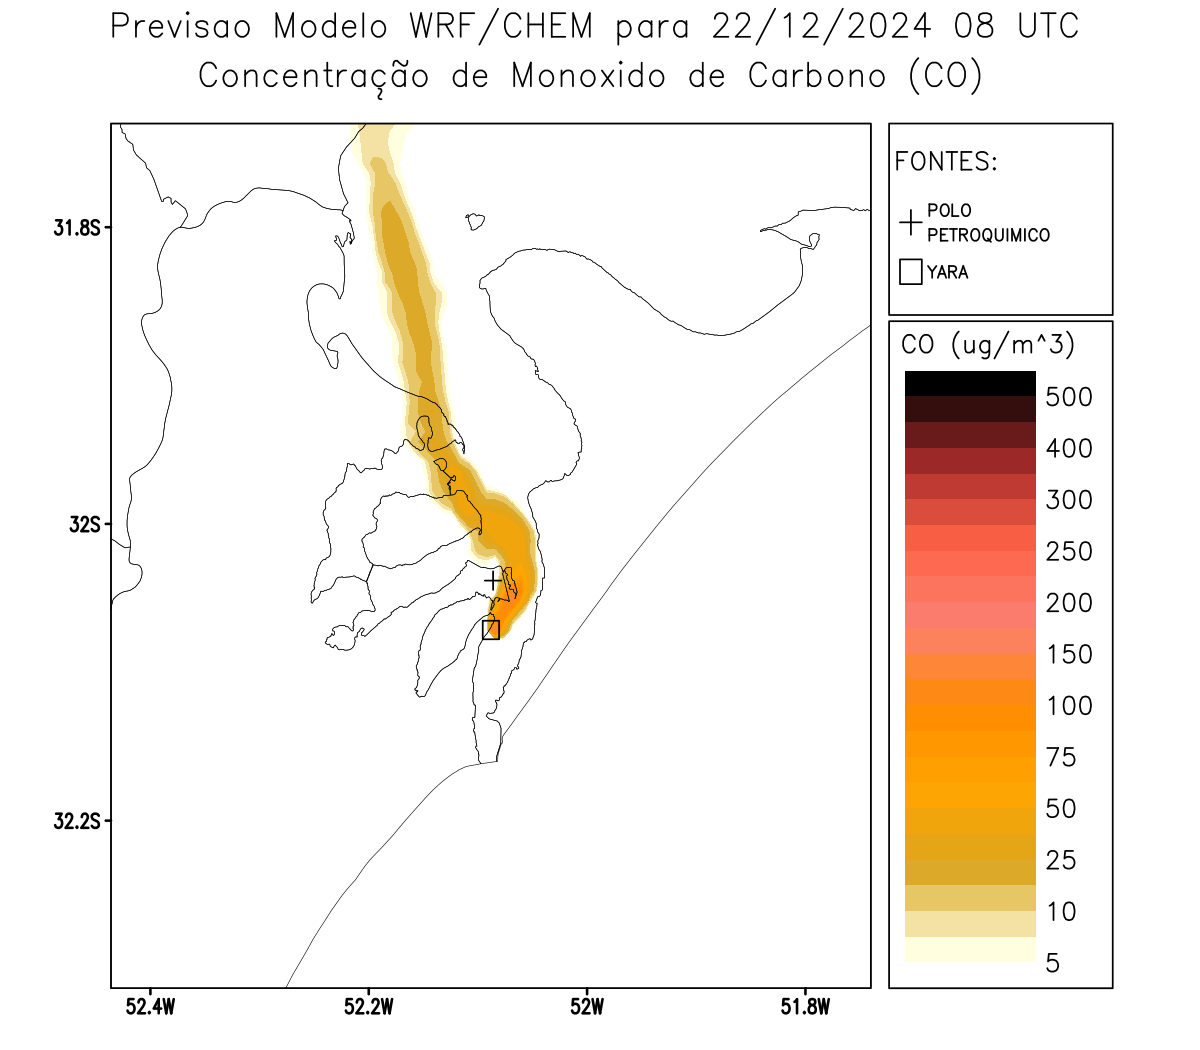 Previsao Modelo WRF/CHEM para 22/12/2024 08 UTC
Concentração de Monoxido de Carbono (CO)
FONTES:
POLO
PETROQUIMICO
YARA
CO (ug/m^3)
500
400
300
250
200
150
100
75
50
25
10
5
31.8S
32S
32.2S
52.4W
52.2W
52W
51.8W